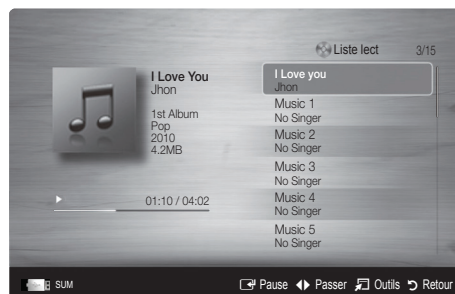 Liste lect 3/15
I Love You
Jhon
1st Album
Pop
2010
4.2MB
01:10 / 04:02
I Love you
Jhon
Music 1
No Singer
Music 2
No Singer
Music 3
No Singer
Music 4
No Singer
Music 5
No Singer
SUM Pause Passer Outils Retour